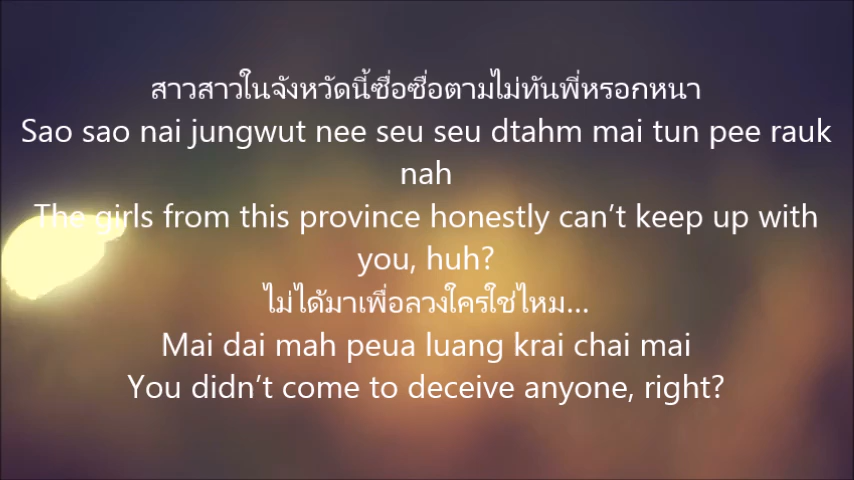 สาวสาวในจังหวัดนี้ซื่อซื่อตามไม่ทันพี่หรอกหนา
Sao sao nai jungwut nee seu seu dtahm mai tun pee rauk
nah
The girls from this province honestly can’t keep up with
you, huh?
ไม่ได้มาเพื่อลวงใครใช่ไหม...
Mai dai mah peua luang krai chai mai
You didn’t come to deceive anyone, right?